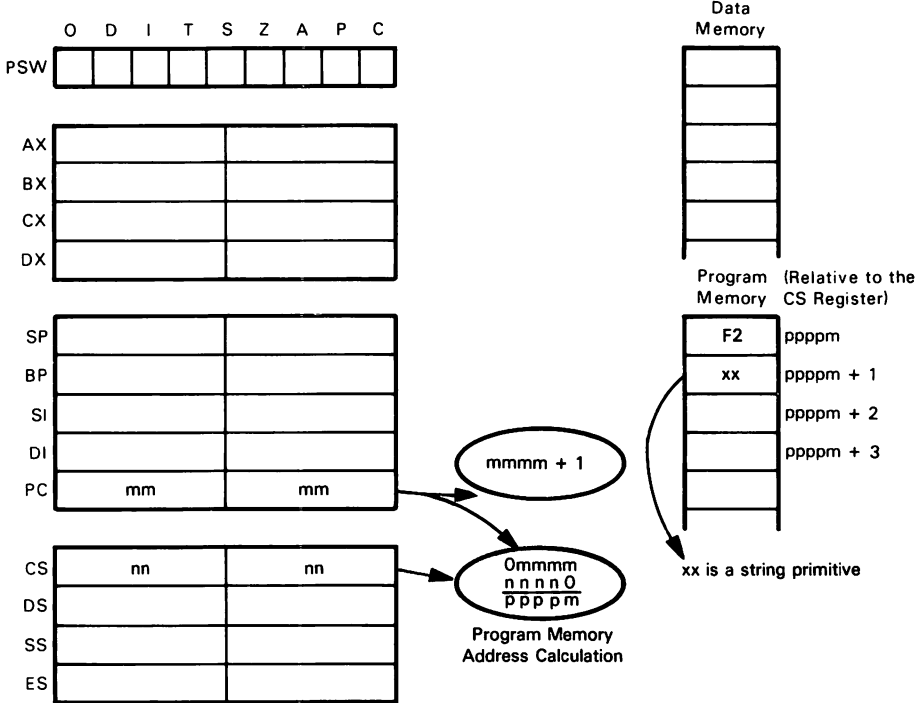 O D I T S Z A P C
PSW
AX
BX
CX
DX
SP
BP
SI
DI
PC mm mm
CS nn nn
DS
SS
ES
mmmm + 1
0mmmm
nnnn0
ppppm
Program Memory
Address Calculation
Data
Memory
Program
Memory
(Relative to the
CS Register)
F2 ppppm
xx ppppm + 1
ppppm + 2
ppppm + 3
xx is a string primitive